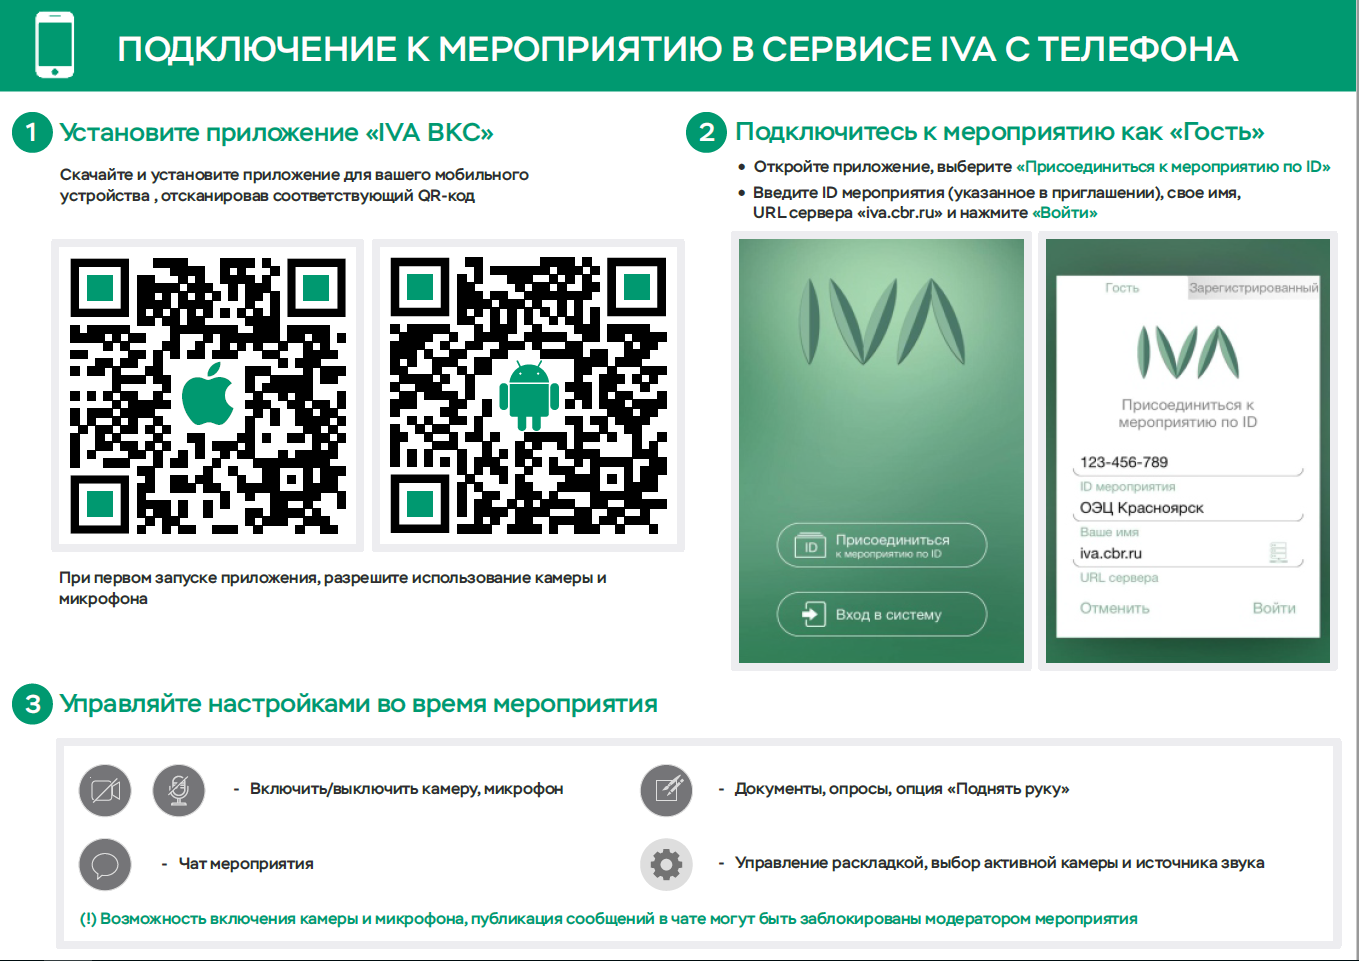 ПОДКЛЮЧЕНИЕ К МЕРОПРИЯТИЮ В СЕРВИСЕ IVA С ТЕЛЕФОНА
1 Установите приложение «IVA ВКС»
Скачайте и установите приложение для вашего мобильного
устройства , отсканировав соответствующий QR-код
При первом запуске приложения, разрешите использование камеры и
микрофона
2 Подключитесь к мероприятию как «Гость»
• Откройте приложение, выберите «Присоединиться к мероприятию по ID»
• Введите ID мероприятия (указанное в приглашении), свое имя,
URL сервера «iva.cbr.ru» и нажмите «Войти»
IVA
ID Присоединиться
к мероприятию по ID
Вход в систему
Гость Зарегистрированный
IVA
Присоединиться к
мероприятию по ID
123-456-789
ID мероприятия
ОЭЦ Красноярск
Ваше имя
iva.cbr.ru
URL сервера
Отменить Войти
3 Управляйте настройками во время мероприятия
- Включить/выключить камеру, микрофон
- Документы, опросы, опция «Поднять руку»
- Чат мероприятия
- Управление раскладкой, выбор активной камеры и источника звука
(!) Возможность включения камеры и микрофона, публикация сообщений в чате могут быть заблокированы модератором мероприятия